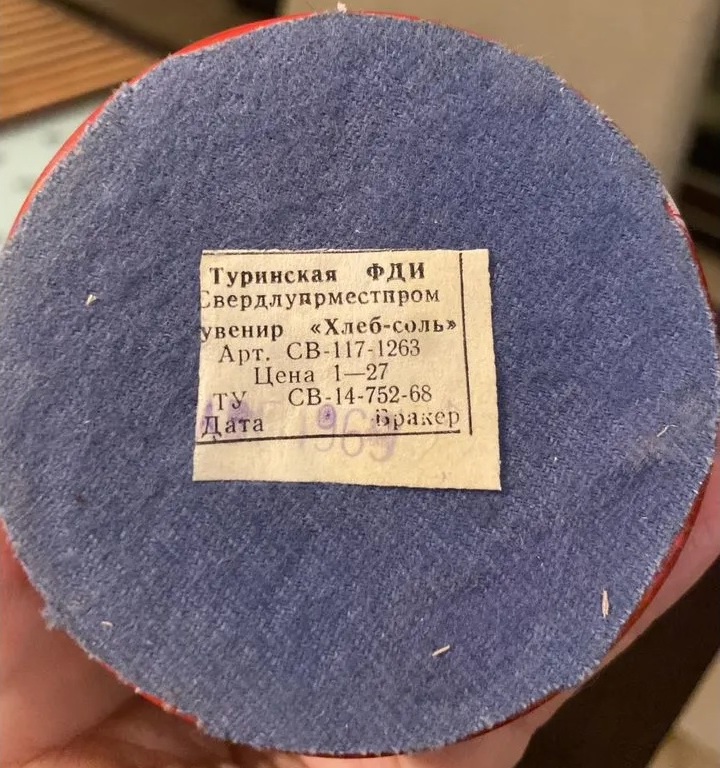 Туринская ФДИ
Свердлупрместпром
увенир «Хлеб-соль»
Арт. СВ-117-1263
Цена 1—27
ТУ СВ-14-752-68
Дата 1969 Бракер